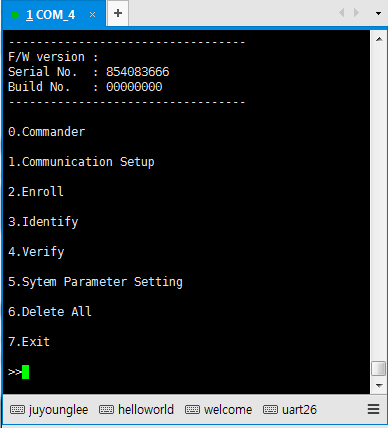 1 COM_4
---------------------------------
F/W version :
Serial No.  : 854083666
Build No.   : 00000000
---------------------------------
0.Commander
1.Communication Setup
2.Enroll
3.Identify
4.Verify
5.Sytem Parameter Setting
6.Delete All
7.Exit
>>
juyounglee helloworld welcome uart26